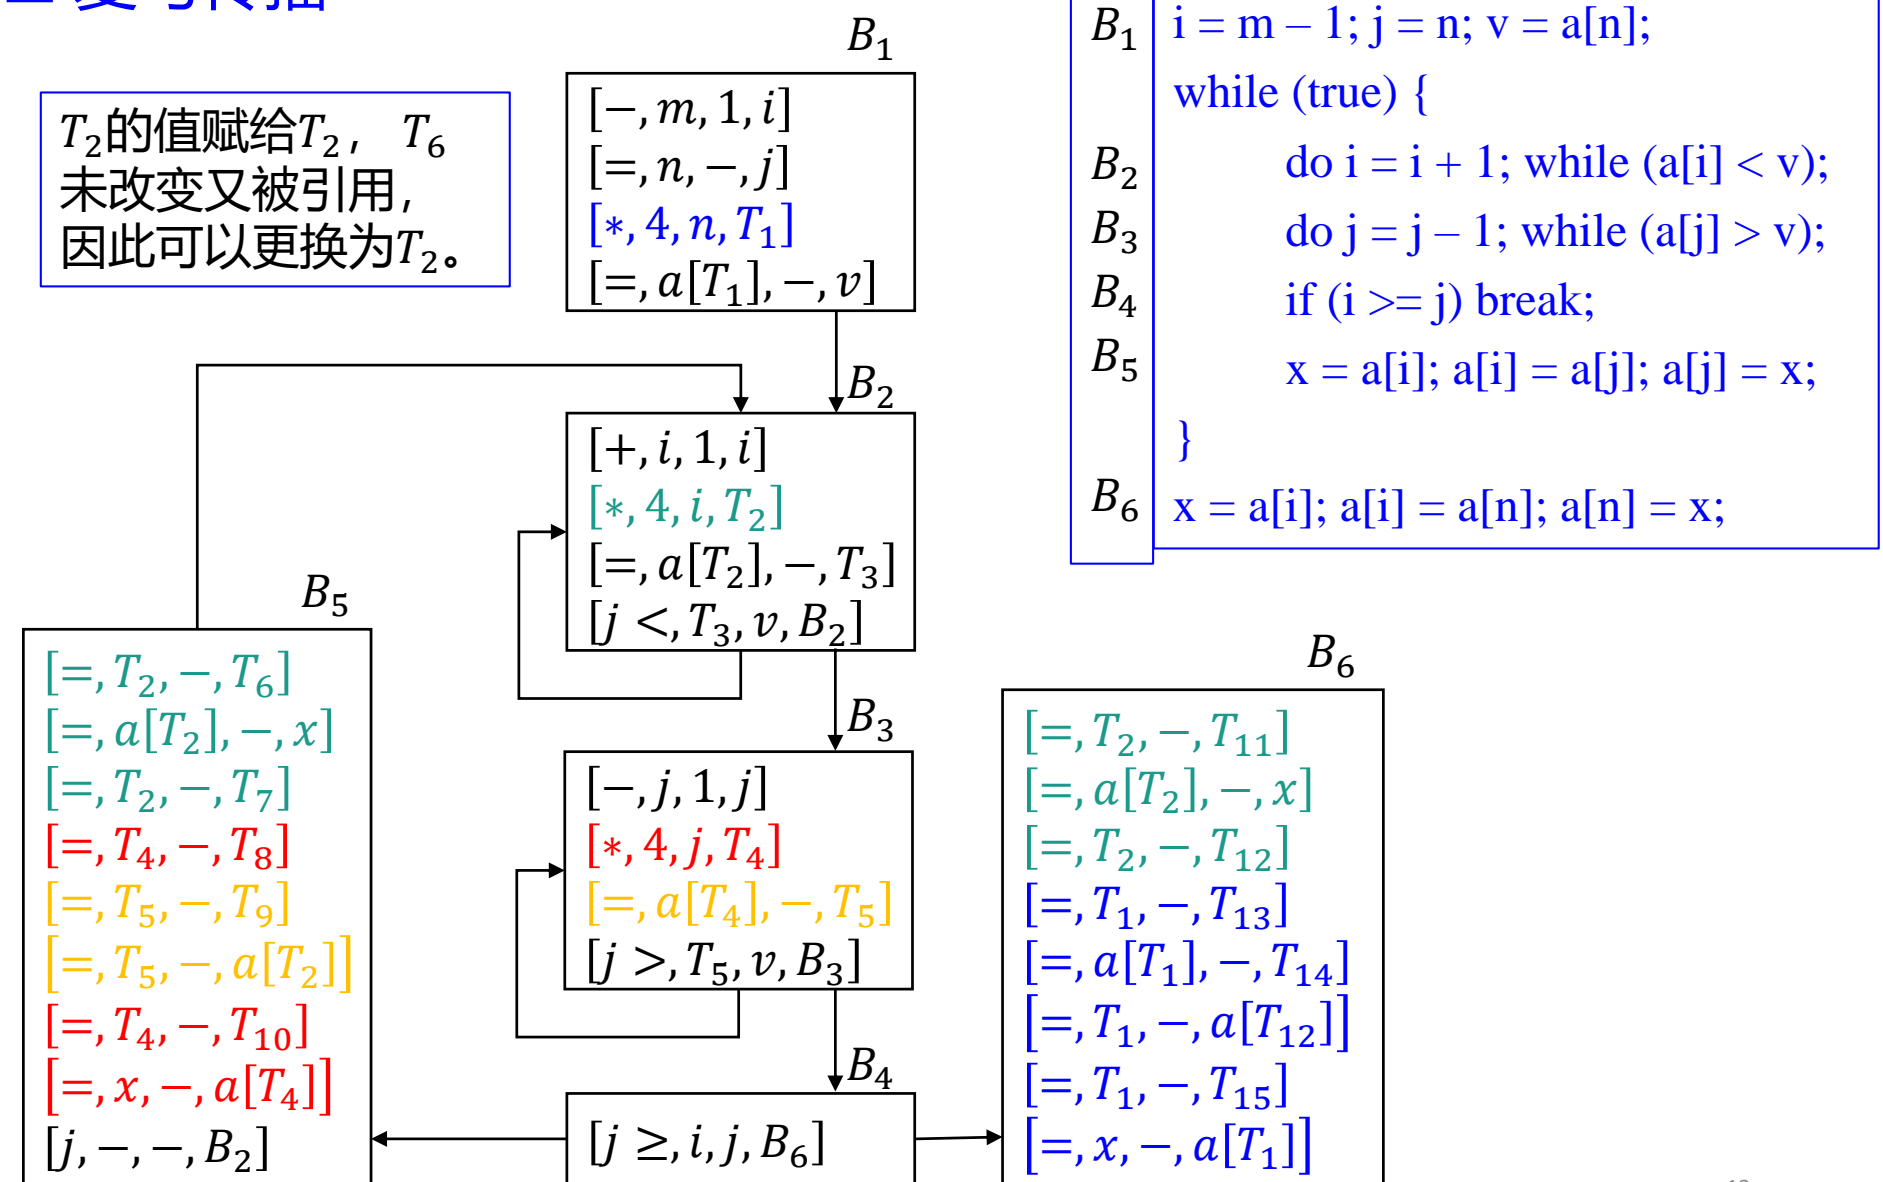 复写传播
T₂的值赋给T₂， T₆
未改变又被引用，
因此可以更换为T₂。
B₁
[−, m, 1, i]
[=, n, −, j]
[∗, 4, n, T₁]
[=, a[T₁], −, v]
B₂
[+, i, 1, i]
[∗, 4, i, T₂]
[=, a[T₂], −, T₃]
[j <, T₃, v, B₂]
B₃
[−, j, 1, j]
[∗, 4, j, T₄]
[=, a[T₄], −, T₅]
[j >, T₅, v, B₃]
B₄
[j ≥, i, j, B₆]
B₅
[=, T₂, −, T₆]
[=, a[T₂], −, x]
[=, T₂, −, T₇]
[=, T₄, −, T₈]
[=, T₅, −, T₉]
[=, T₅, −, a[T₂]]
[=, T₄, −, T₁₀]
[=, x, −, a[T₄]]
[j, −, −, B₂]
B₆
[=, T₂, −, T₁₁]
[=, a[T₂], −, x]
[=, T₂, −, T₁₂]
[=, T₁, −, T₁₃]
[=, a[T₁], −, T₁₄]
[=, T₁, −, a[T₁₂]]
[=, T₁, −, T₁₅]
[=, x, −, a[T₁]]
B₁ i = m – 1; j = n; v = a[n];
while (true) {
B₂ do i = i + 1; while (a[i] < v);
B₃ do j = j – 1; while (a[j] > v);
B₄ if (i >= j) break;
B₅ x = a[i]; a[i] = a[j]; a[j] = x;
}
B₆ x = a[i]; a[i] = a[n]; a[n] = x;